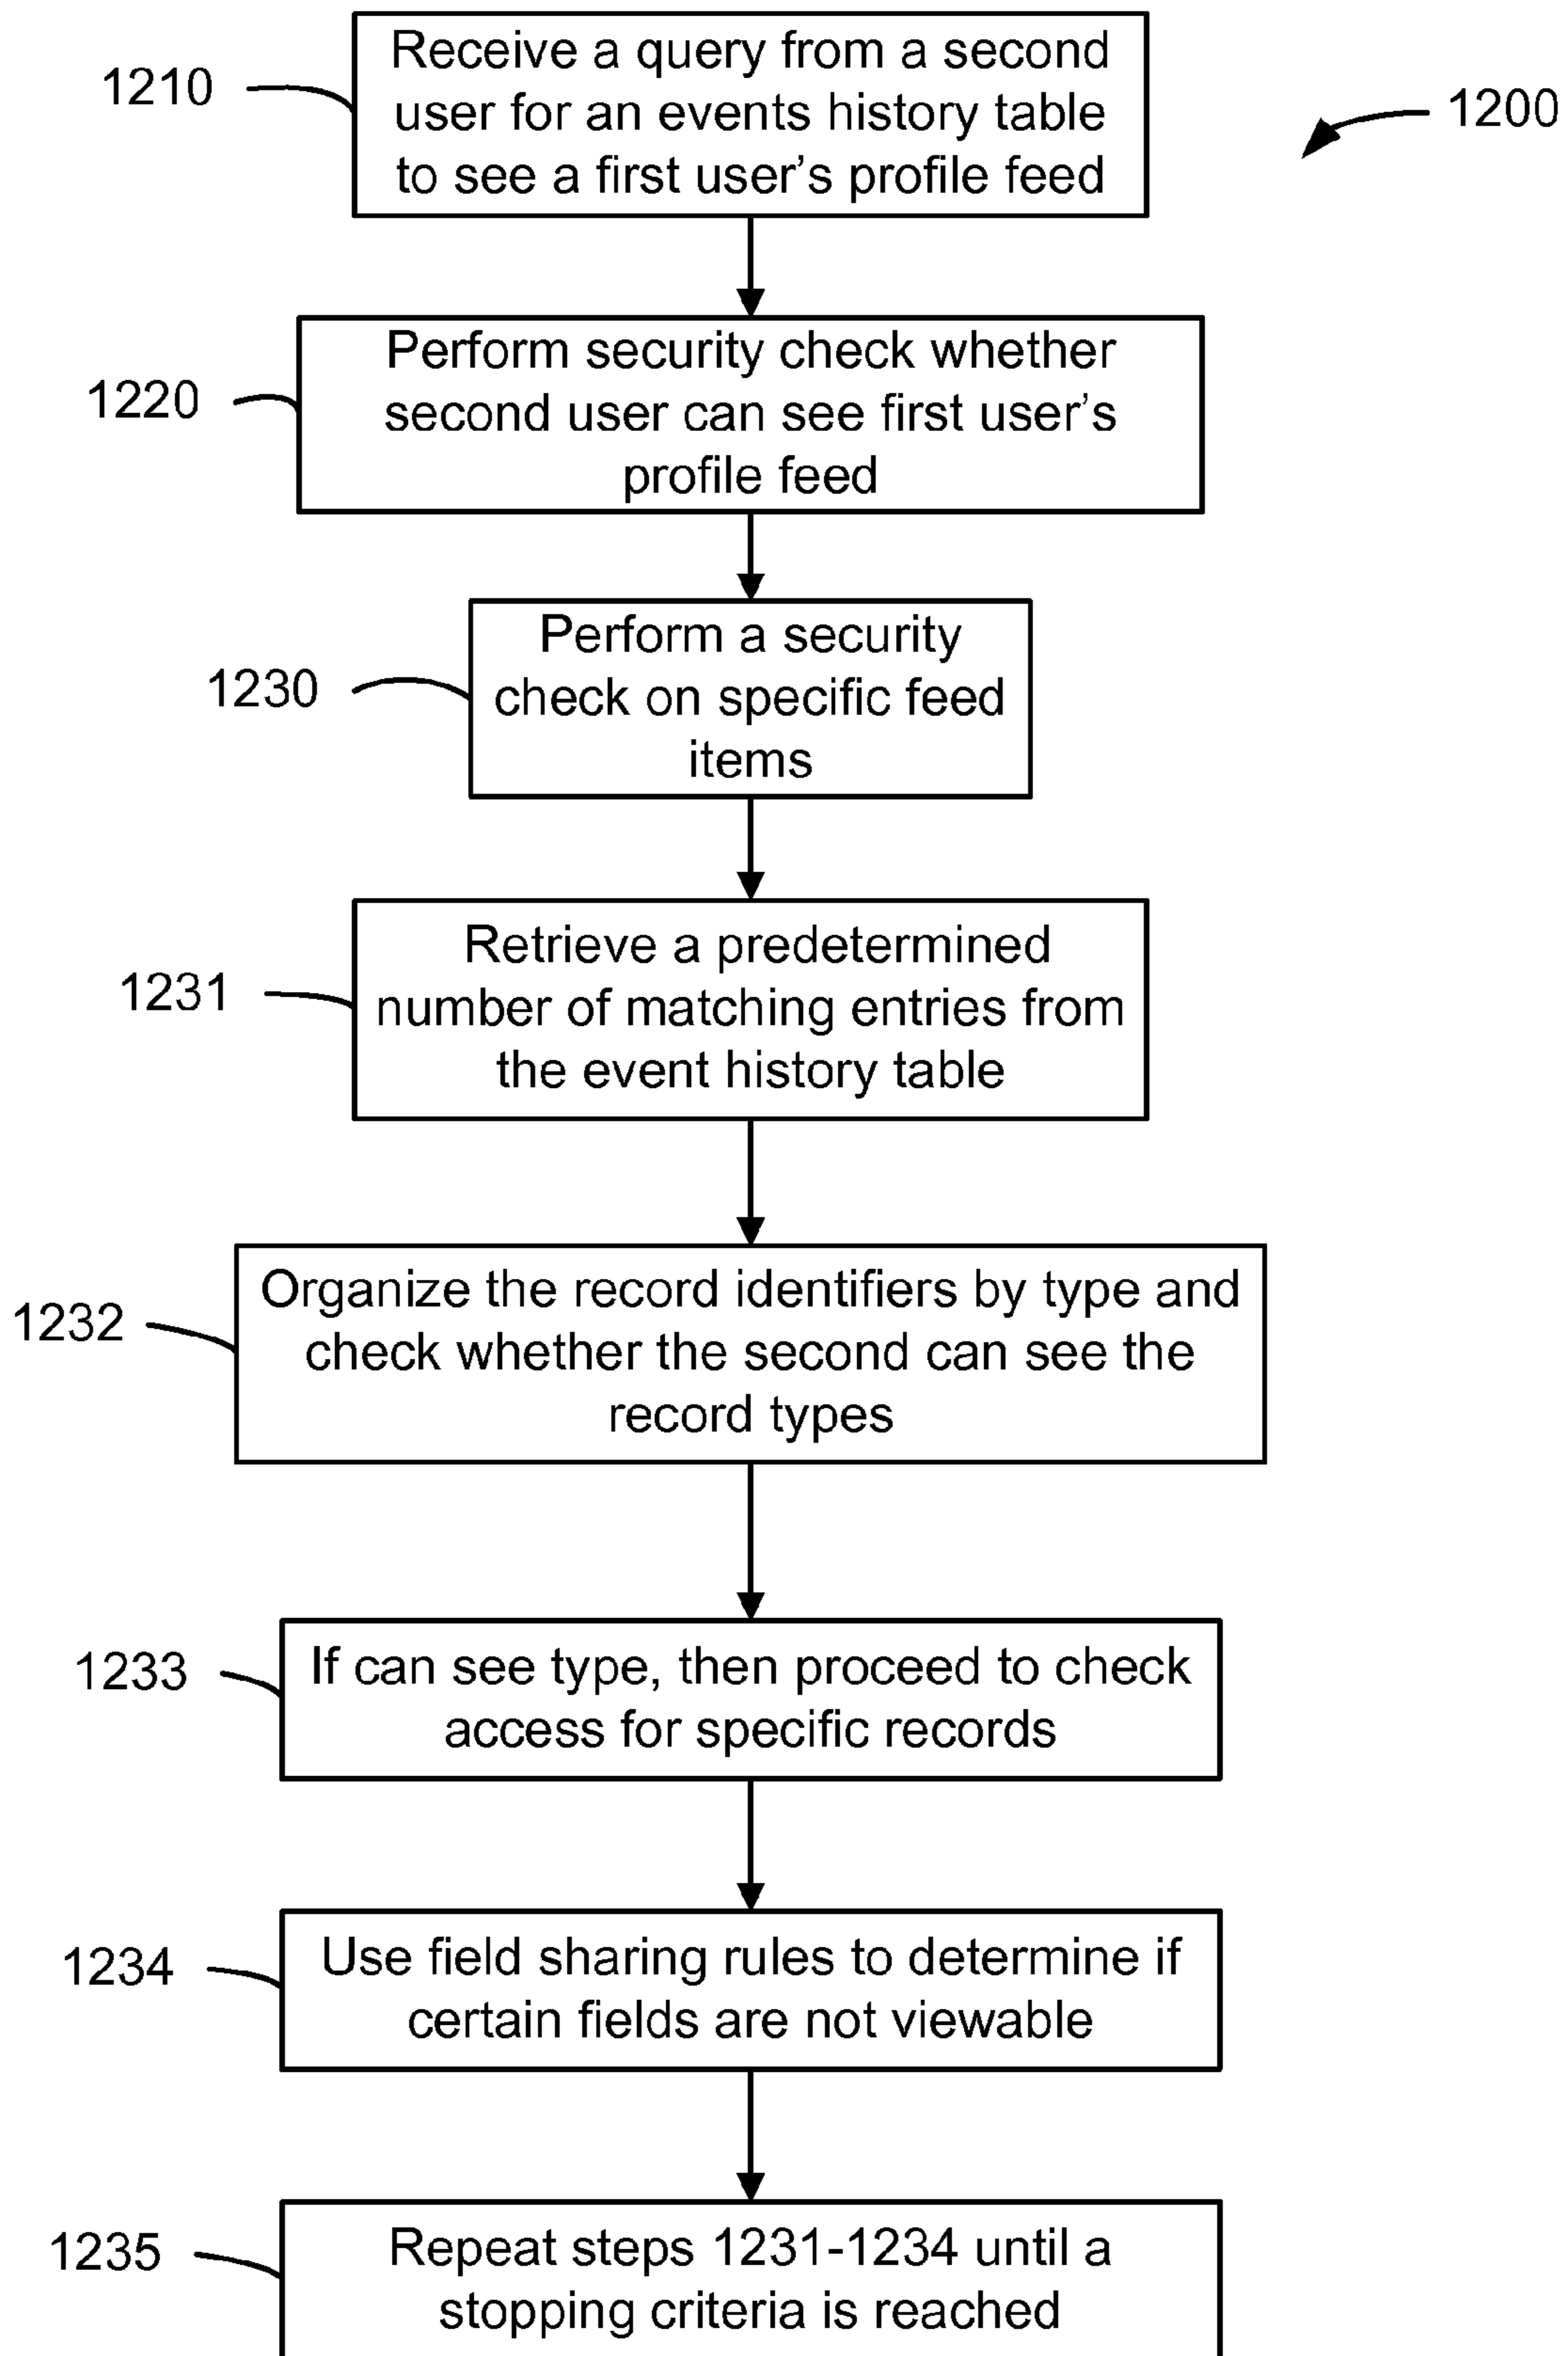 1200
1210
Receive a query from a second
user for an events history table
to see a first user's profile feed
1220
Perform security check whether
second user can see first user's
profile feed
1230
Perform a security
check on specific feed
items
1231
Retrieve a predetermined
number of matching entries from
the event history table
1232
Organize the record identifiers by type and
check whether the second can see the
record types
1233
If can see type, then proceed to check
access for specific records
1234
Use field sharing rules to determine if
certain fields are not viewable
1235
Repeat steps 1231-1234 until a
stopping criteria is reached